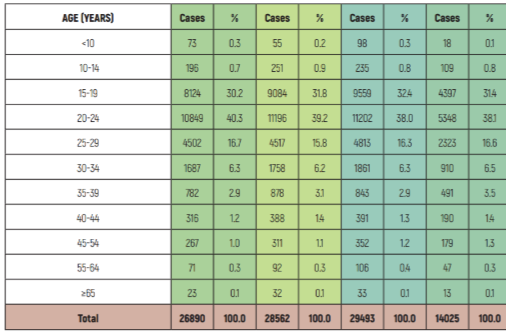 AGE (YEARS) Cases % Cases % Cases % Cases %
<10 73 0.3 55 0.2 98 0.3 18 0.1
10-14 196 0.7 251 0.9 235 0.8 109 0.8
15-19 8124 30.2 9084 31.8 9559 32.4 4397 31.4
20-24 10849 40.3 11196 39.2 11202 38.0 5348 38.1
25-29 4502 16.7 4517 15.8 4813 16.3 2323 16.6
30-34 1687 6.3 1758 6.2 1861 6.3 910 6.5
35-39 782 2.9 878 3.1 843 2.9 491 3.5
40-44 316 1.2 388 1.4 391 1.3 190 1.4
45-54 267 1.0 311 1.1 352 1.2 179 1.3
55-64 71 0.3 92 0.3 106 0.4 47 0.3
≥65 23 0.1 32 0.1 33 0.1 13 0.1
Total 26890 100.0 28562 100.0 29493 100.0 14025 100.0